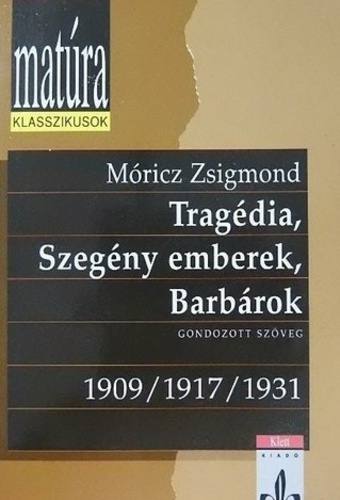 matúra
KLASSZIKUSOK
Móricz Zsigmond
Tragédia,
Szegény emberek,
Barbárok
GONDOZOTT SZÖVEG
1909/1917/1931
Klett
KIADÓ